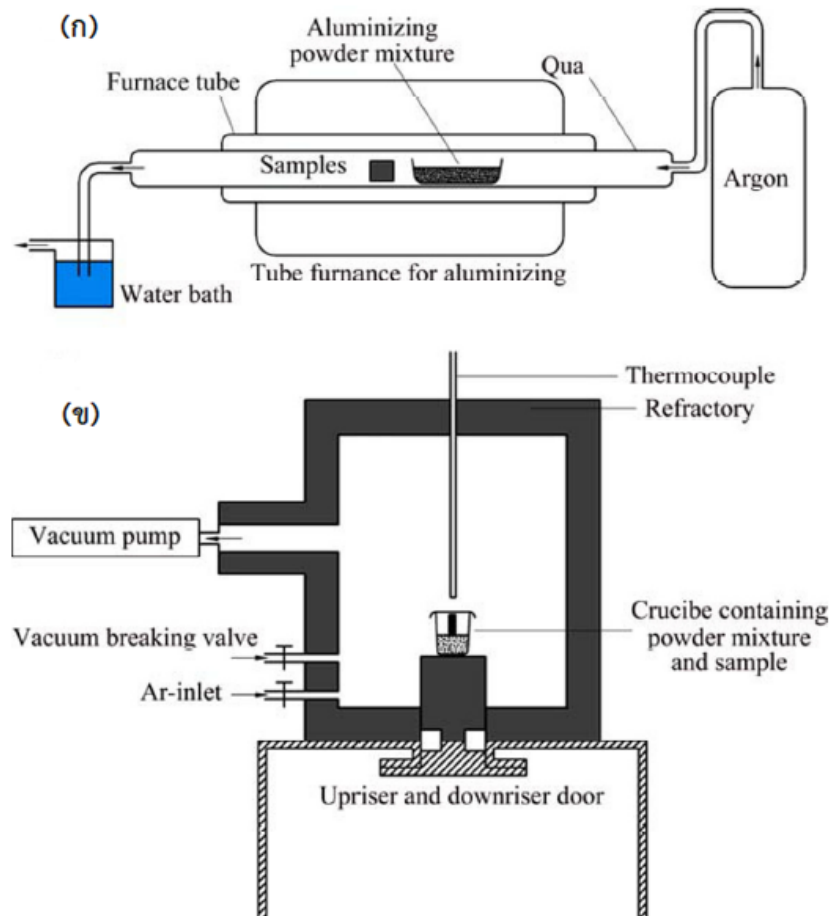 (ก)
Aluminizing
powder mixture
Qua
Furnace tube
Samples
Argon
Tube furnance for aluminizing
Water bath
(ข)
Thermocouple
Refractory
Vacuum pump
Crucibe containing
powder mixture
and sample
Vacuum breaking valve
Ar-inlet
Upriser and downriser door